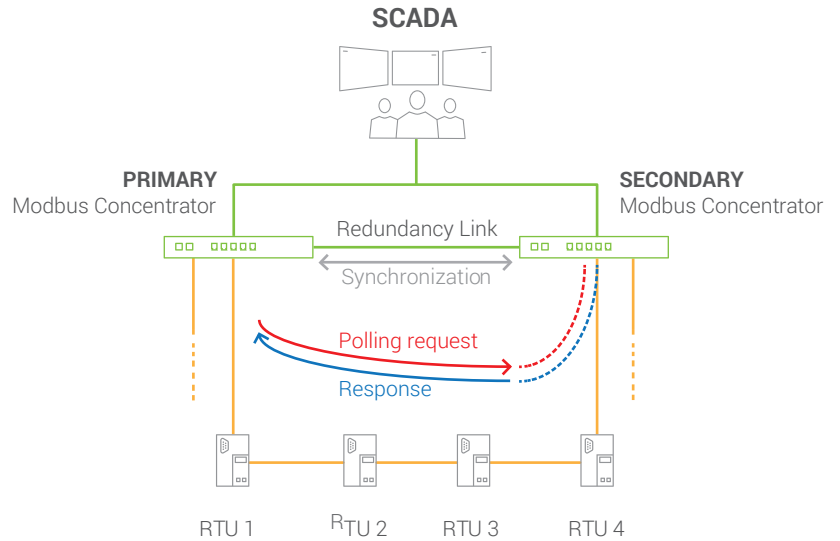 SCADA
PRIMARY
Modbus Concentrator
SECONDARY
Modbus Concentrator
Redundancy Link
Synchronization
Polling request
Response
RTU 1
RTU 2
RTU 3
RTU 4